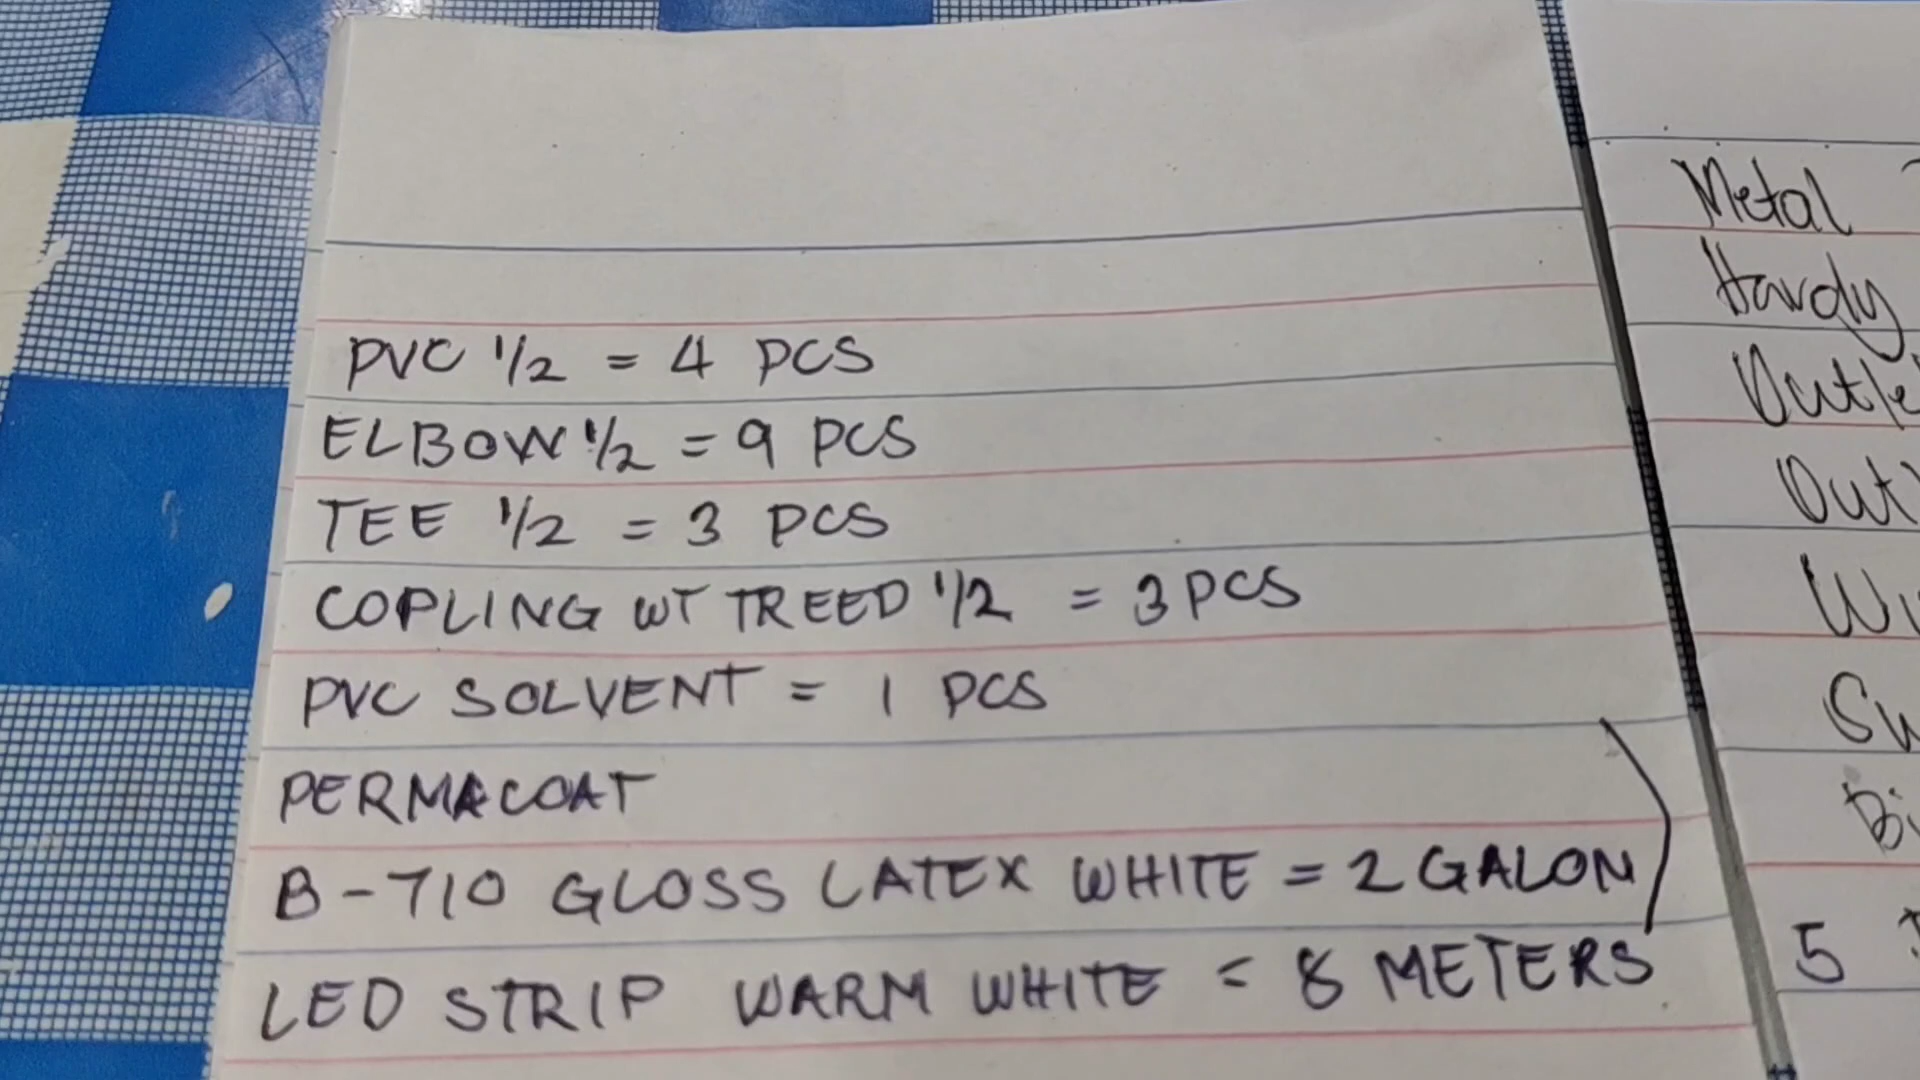 PVC 1/2 = 4 PCS
ELBOW 1/2 = 9 PCS
TEE 1/2 = 3 PCS
COPLING WT TREED 1/2 = 3 PCS
PVC SOLVENT = 1 PCS
PERMACOAT
B-710 GLOSS LATEX WHITE = 2 GALON
LED STRIP WARM WHITE = 8 METERS
Metal
Hardy
5